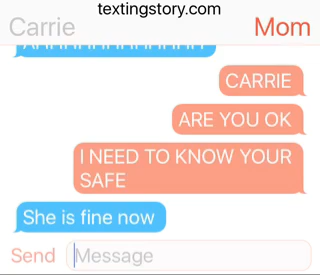 textingstory.com
Carrie
Mom
CARRIE
ARE YOU OK
I NEED TO KNOW YOUR
SAFE
She is fine now
Send
Message